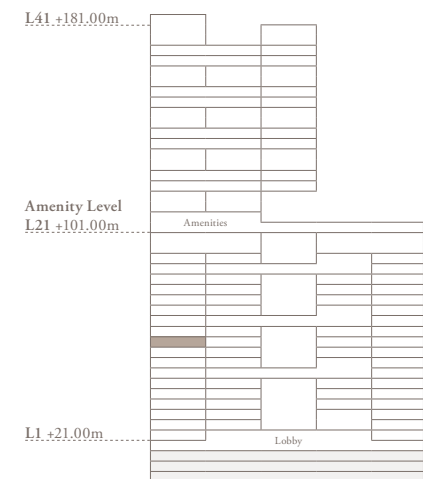 L41 +181.00m
Amenity Level
L21 +101.00m
Amenities
L1 +21.00m
Lobby